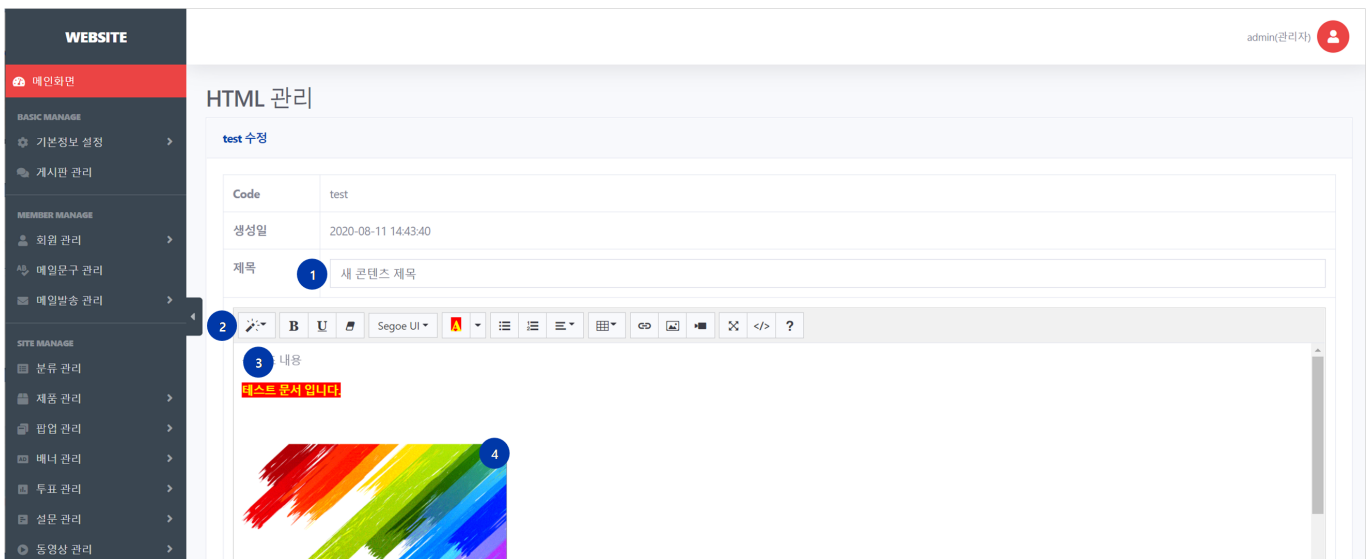 WEBSITE
admin(관리자)
메인화면
BASIC MANAGE
기본정보 설정
게시판 관리
MEMBER MANAGE
회원 관리
메일문구 관리
메일발송 관리
SITE MANAGE
분류 관리
제품 관리
팝업 관리
AD 배너 관리
투표 관리
설문 관리
동영상 관리
HTML 관리
test 수정
Code test
생성일 2020-08-11 14:43:40
제목 1 새 콘텐츠 제목
2 B U Segoe UI A </> ?
3 내용
테스트 문서 입니다.
4